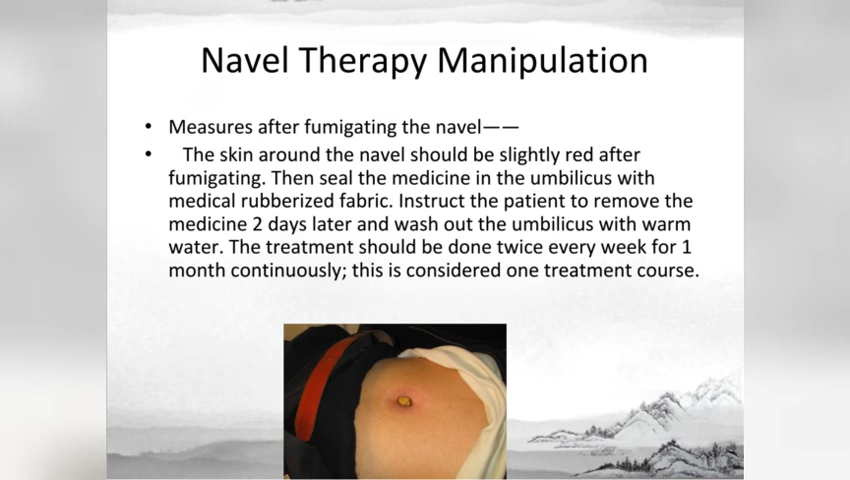 Navel Therapy Manipulation
• Measures after fumigating the navel——
• The skin around the navel should be slightly red after
fumigating. Then seal the medicine in the umbilicus with
medical rubberized fabric. Instruct the patient to remove the
medicine 2 days later and wash out the umbilicus with warm
water. The treatment should be done twice every week for 1
month continuously; this is considered one treatment course.